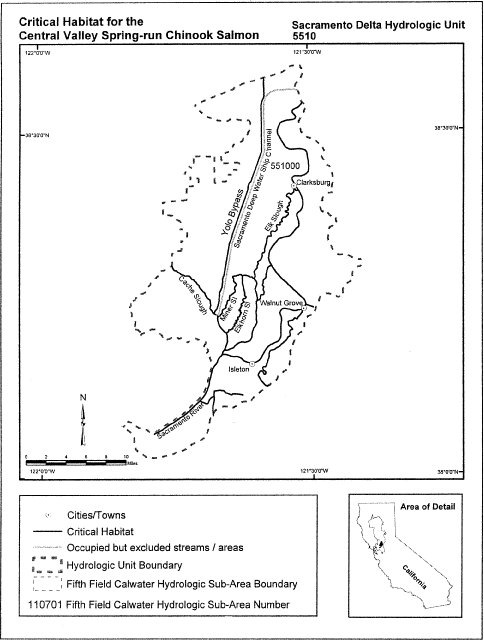 Critical Habitat for the
Central Valley Spring-run Chinook Salmon
Sacramento Delta Hydrologic Unit
5510
122°0'0"W
121°30'0"W
38°30'0"N
38°30'0"N
551000
Clarksburg
Yolo Bypass
Sacramento Deep Water Ship Channel
Elk Slough
Cache Slough
Miner Sl
Elkhorn Sl
Walnut Grove
Isleton
Sacramento River
N
0 2 4 6 8 10
Miles
122°0'0"W
121°30'0"W
38°0'0"N
Cities/Towns
Critical Habitat
Occupied but excluded streams / areas
Hydrologic Unit Boundary
Fifth Field Calwater Hydrologic Sub-Area Boundary
110701 Fifth Field Calwater Hydrologic Sub-Area Number
Area of Detail
California